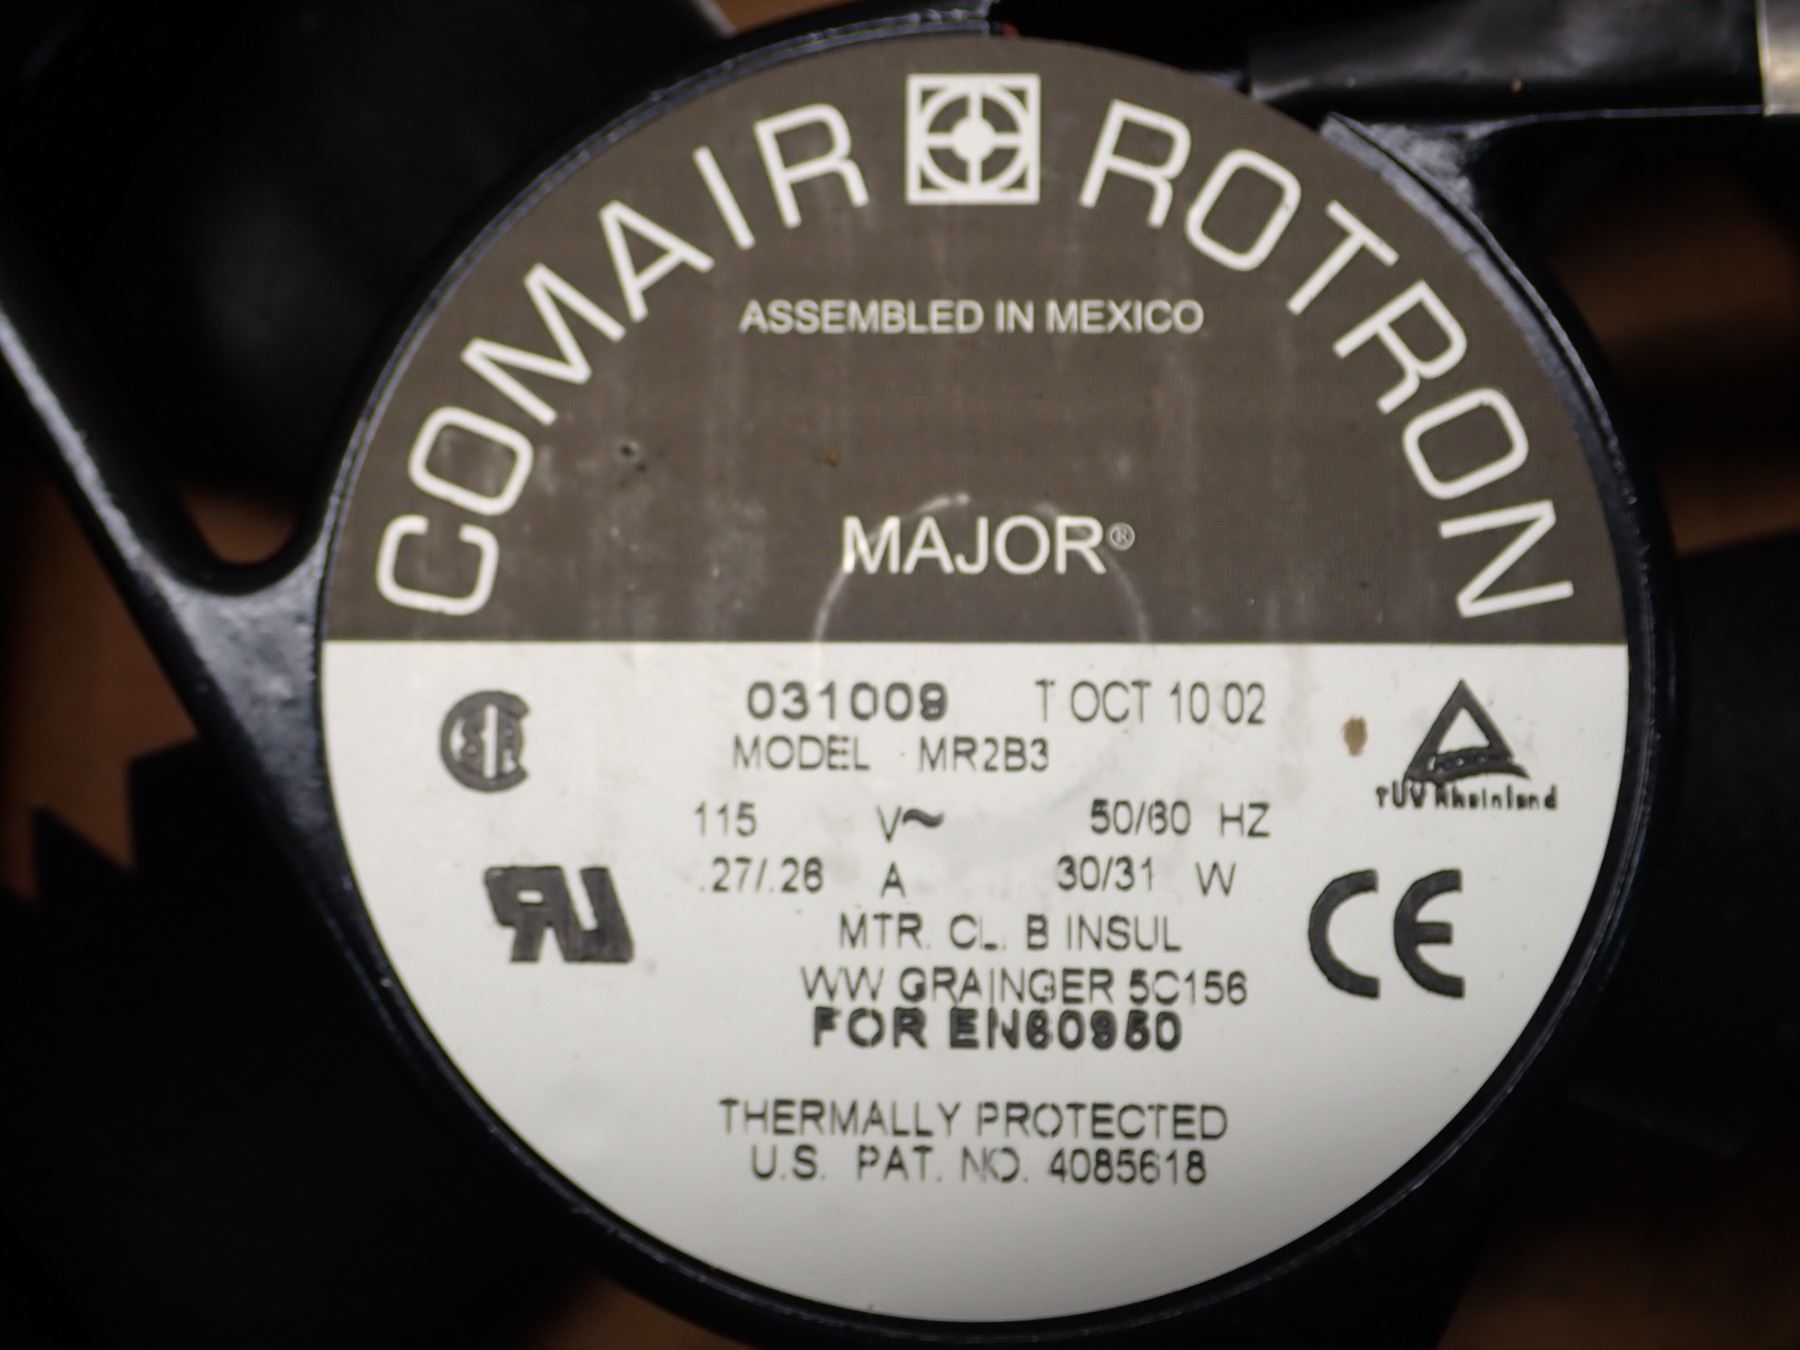 COMAIR ROTRON
ASSEMBLED IN MEXICO
MAJOR®
031009 T OCT 10 02
MODEL MR2B3
115 V~ 50/60 HZ
.27/.26 A 30/31 W
MTR. CL. B INSUL
WW GRAINGER 5C156
FOR EN60950
THERMALLY PROTECTED
U.S. PAT. NO. 4085618
TÜV Rheinland
CE